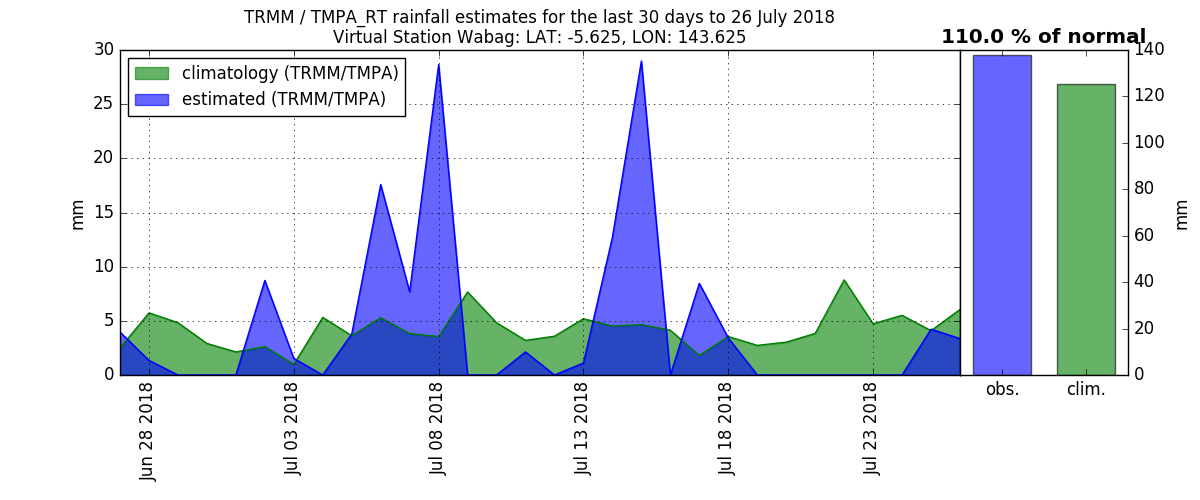 TRMM / TMPA_RT rainfall estimates for the last 30 days to 26 July 2018
Virtual Station Wabag: LAT: -5.625, LON: 143.625
110.0 % of normal
climatology (TRMM/TMPA)
estimated (TRMM/TMPA)
30
25
20
15
10
5
0
mm
Jun 28 2018
Jul 03 2018
Jul 08 2018
Jul 13 2018
Jul 18 2018
Jul 23 2018
obs.
clim.
140
120
100
80
60
40
20
0
mm